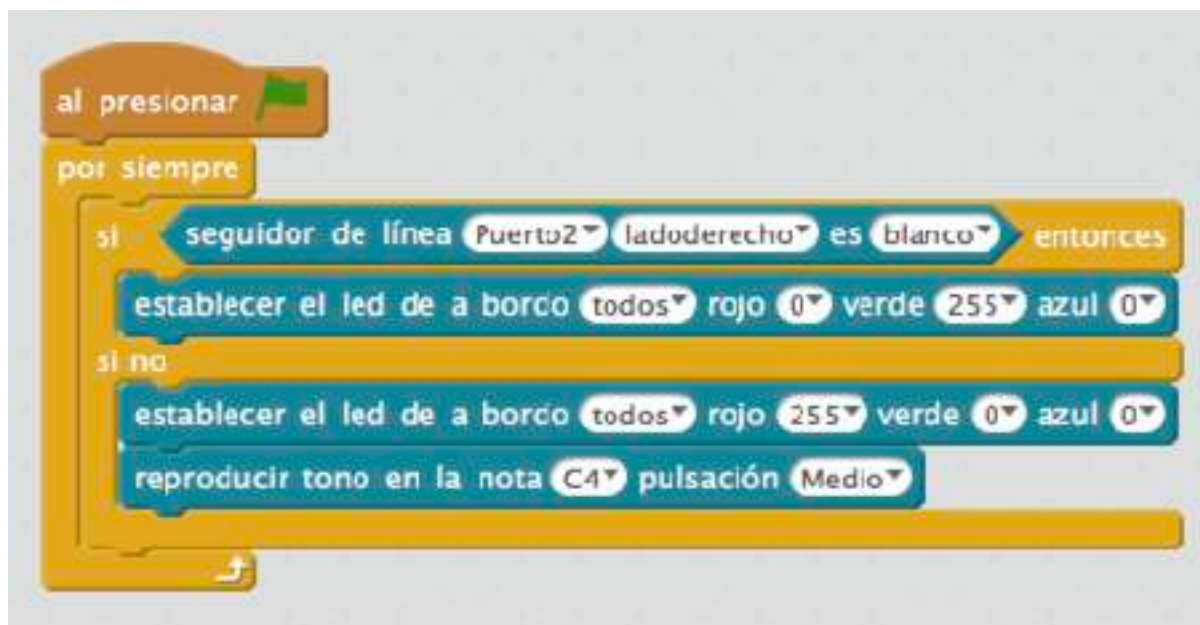 al presionar
por siempre
si seguidor de línea Puerto2 ladoderecho es blanco entonces
establecer el led de a bordo todos rojo 0 verde 255 azul 0
si no
establecer el led de a bordo todos rojo 255 verde 0 azul 0
reproducir tono en la nota C4 pulsación Medio